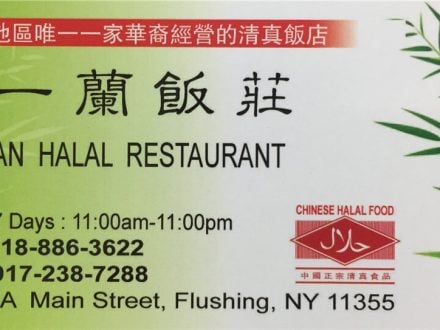 地區唯一一家華裔經營的清真飯店
一蘭飯莊
AN HALAL RESTAURANT
7 Days : 11:00am-11:00pm
18-886-3622
917-238-7288
A Main Street, Flushing, NY 11355
CHINESE HALAL FOOD
حلال
中國正宗清真食品